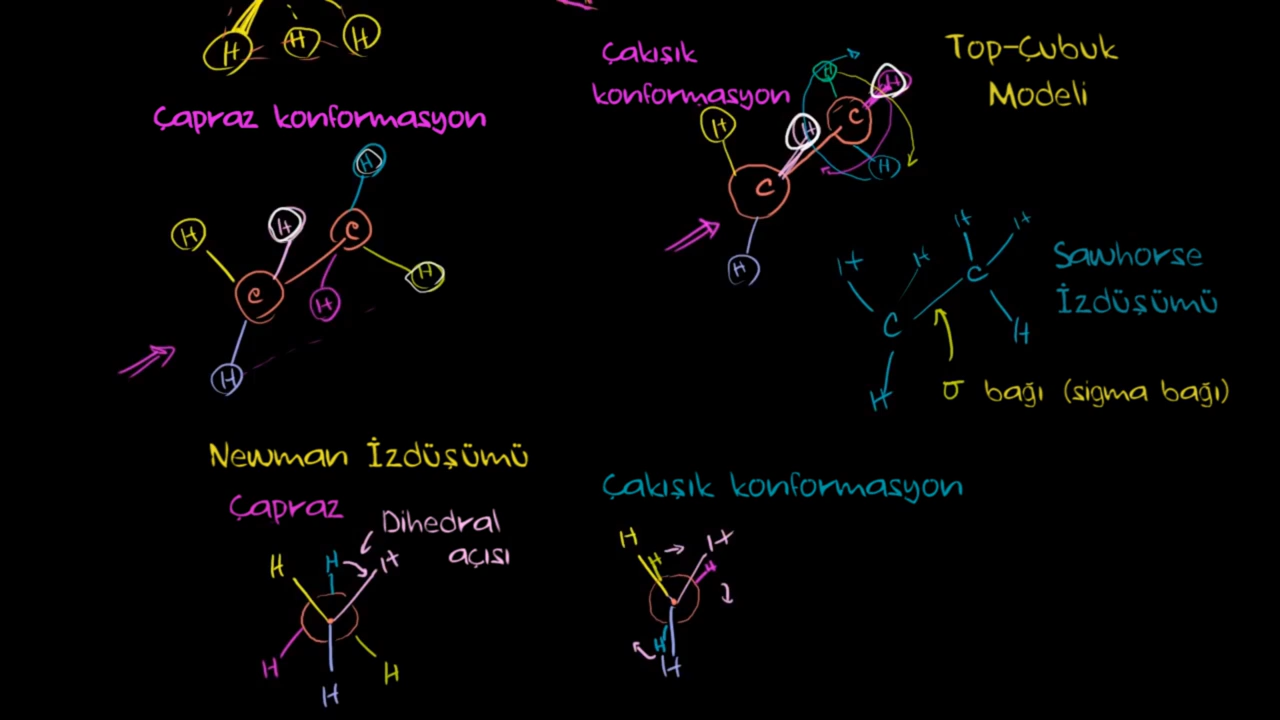 H H H
Çapraz konformasyon
H
H H C
C H H
H
Çakışık
konformasyon
H H
H H C
C H
H
Top-Çubuk
Modeli
H H H H
C
C H
H
Sawhorse
İzdüşümü
σ bağı (sigma bağı)
Newman İzdüşümü
Çapraz
Dihedral
açısı
H H H
H H
H
Çakışık konformasyon
H H
H H
H
H